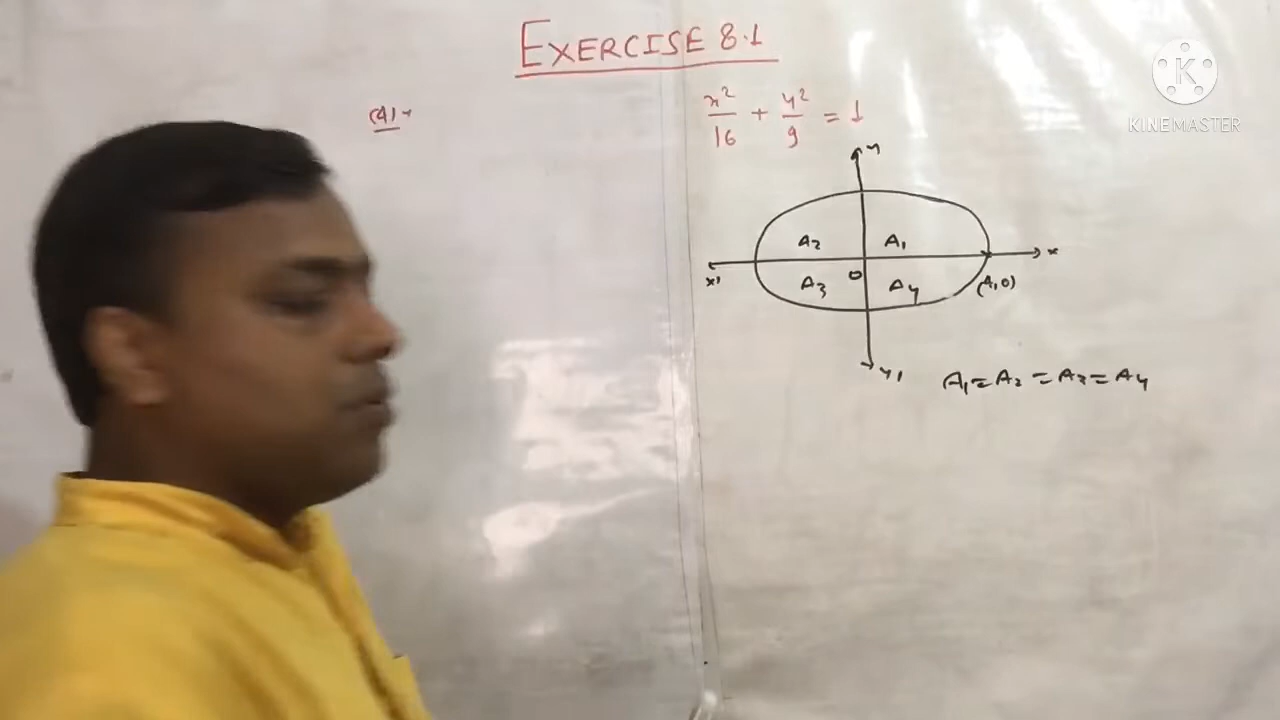 EXERCISE 8.1
(4) →
x²/16 + y²/9 = 1
K
KINEMASTER
y
A₂ A₁
x' O x
A₃ A₄ (4,0)
y'
A₁ = A₂ = A₃ = A₄